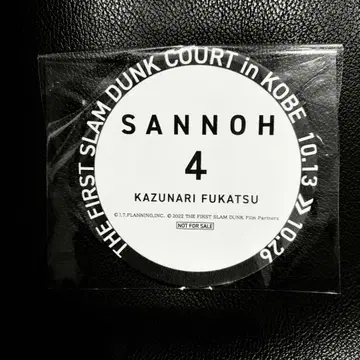 THE FIRST SLAM DUNK COURT in KOBE 10.13 » 10.26
SANNOH
4
KAZUNARI FUKATSU
© I.T.PLANNING,INC. © 2022 THE FIRST SLAM DUNK Film Partners
NOT FOR SALE